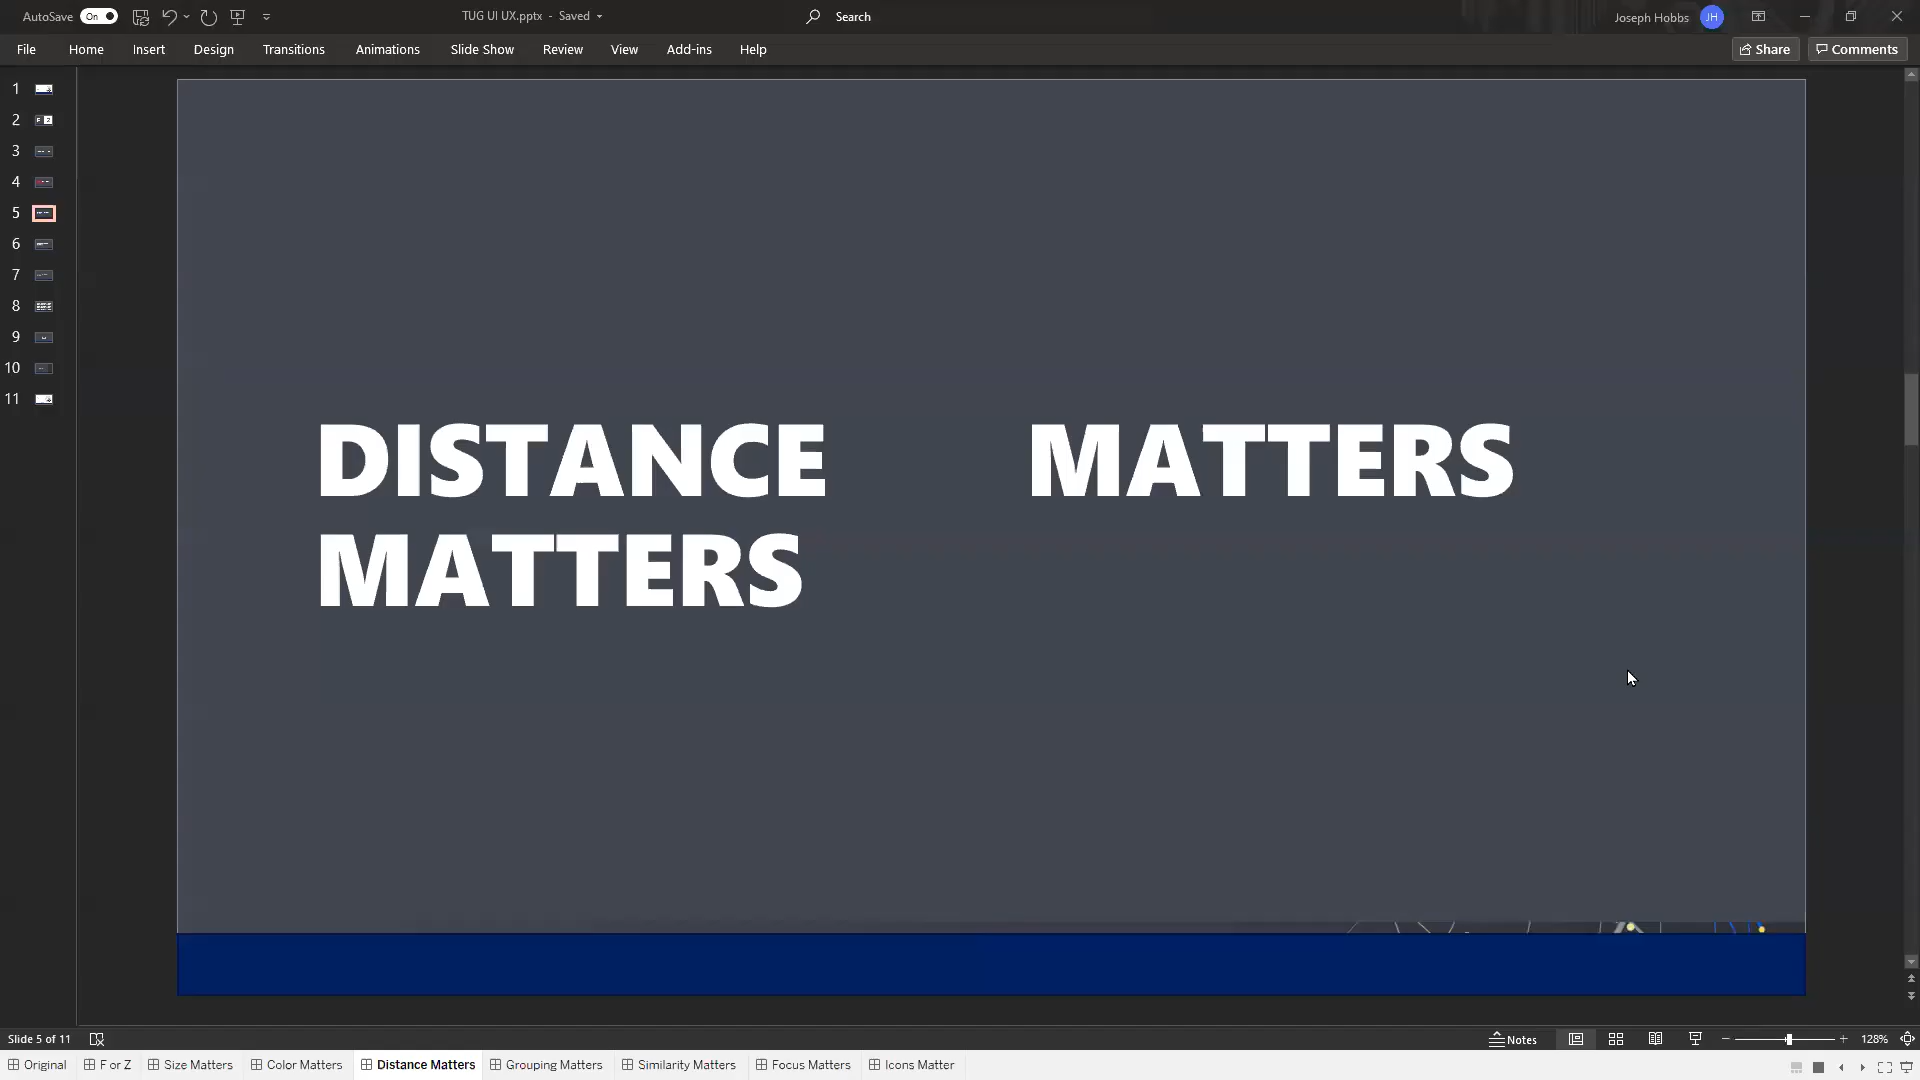 AutoSave On TUG UI UX.pptx - Saved Search Joseph Hobbs JH
File Home Insert Design Transitions Animations Slide Show Review View Add-ins Help Share Comments
1
2
3
4
5
6
7
8
9
10
11
DISTANCE MATTERS
MATTERS
Slide 5 of 11 Notes 128%
Original F or Z Size Matters Color Matters Distance Matters Grouping Matters Similarity Matters Focus Matters Icons Matter